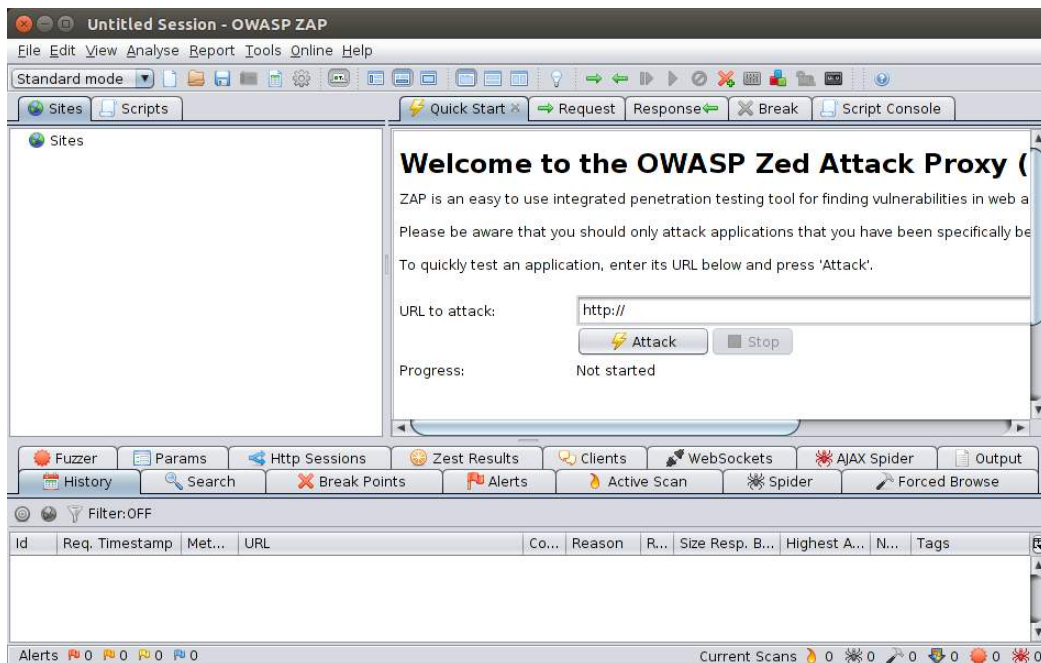 Untitled Session - OWASP ZAP
File Edit View Analyse Report Tools Online Help
Standard mode
Sites Scripts
Quick Start Request Response Break Script Console
Sites
Welcome to the OWASP Zed Attack Proxy (
ZAP is an easy to use integrated penetration testing tool for finding vulnerabilities in web a
Please be aware that you should only attack applications that you have been specifically be
To quickly test an application, enter its URL below and press 'Attack'.
URL to attack: http://
Attack Stop
Progress: Not started
Fuzzer Params Http Sessions Zest Results Clients WebSockets AJAX Spider Output
History Search Break Points Alerts Active Scan Spider Forced Browse
Filter:OFF
Id Req. Timestamp Met... URL Co... Reason R... Size Resp. B... Highest A... N... Tags
Alerts 0 0 0 0 Current Scans 0 0 0 0 0 0